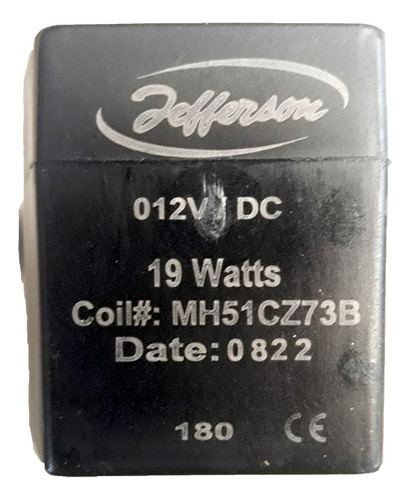 Jefferson
012V / DC
19 Watts
Coil#: MH51CZ73B
Date: 0822
180 CE